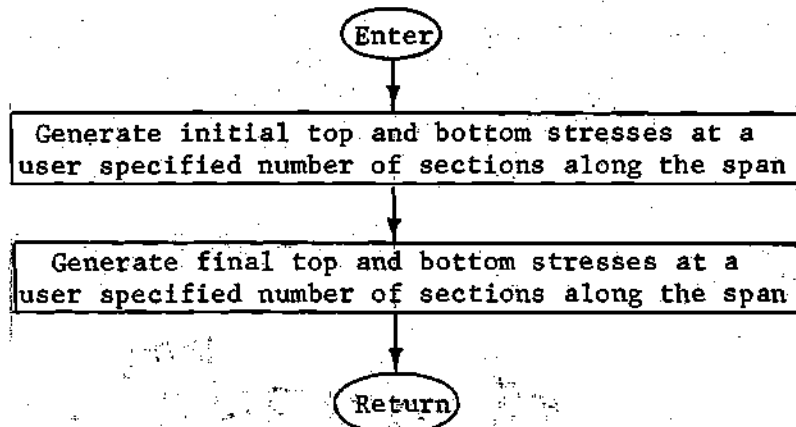 Enter
Generate initial top and bottom stresses at a
user specified number of sections along the span
Generate final top and bottom stresses at a
user specified number of sections along the span
Return